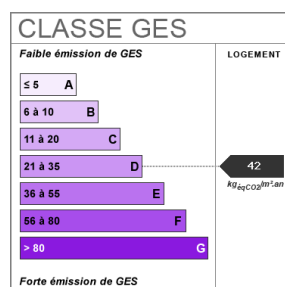 CLASSE GES
Faible émission de GES
LOGEMENT
≤ 5 A
6 à 10 B
11 à 20 C
21 à 35 D
42
kgéqCO2/m².an
36 à 55 E
56 à 80 F
> 80 G
Forte émission de GES